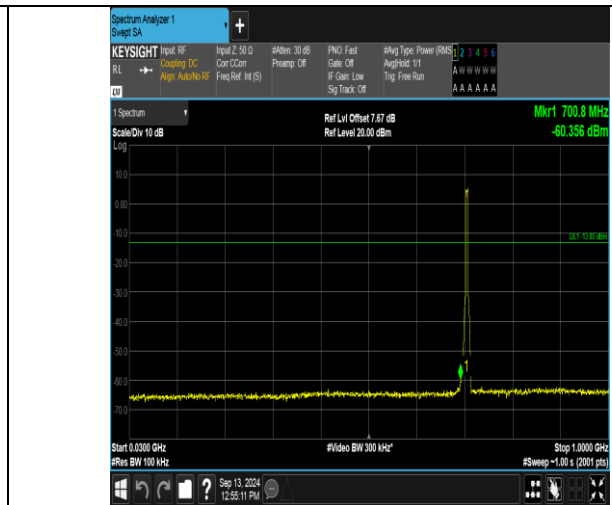 Spectrum Analyzer 1
Swept SA
+
KEYSIGHT Input: RF Input Z: 50 Ω #Atten: 30 dB PNO: Fast #Avg Type: Power (RMS 1 2 3 4 5 6
RL Coupling: DC Corr CCorr Preamp: Off Gate: Off Avg|Hold: 1/1 A W W W W W
Align: Auto/No RF Freq Ref: Int (S) IF Gain: Low Trig: Free Run
LXI Sig Track: Off A A A A A A
1 Spectrum Ref Lvl Offset 7.67 dB Mkr1 700.8 MHz
Scale/Div 10 dB Ref Level 20.00 dBm -60.356 dBm
Log
10.0
0.00
-10.0
DL1 -13.00 dBm
-20.0
-30.0
-40.0
-50.0
1
-60.0
-70.0
Start 0.0300 GHz #Video BW 300 kHz* Stop 1.0000 GHz
#Res BW 100 kHz #Sweep ~1.00 s (2001 pts)
? Sep 13, 2024
12:55:11 PM